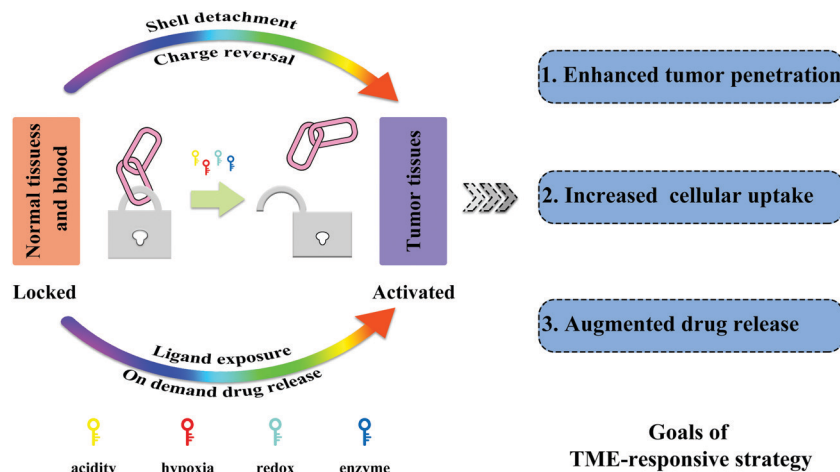 Shell detachment
Charge reversal
Normal tissuess
and blood
Tumor tissues
Locked
Activated
Ligand exposure
On demand drug release
acidity
hypoxia
redox
enzyme
1. Enhanced tumor penetration
2. Increased cellular uptake
3. Augmented drug release
Goals of
TME-responsive strategy